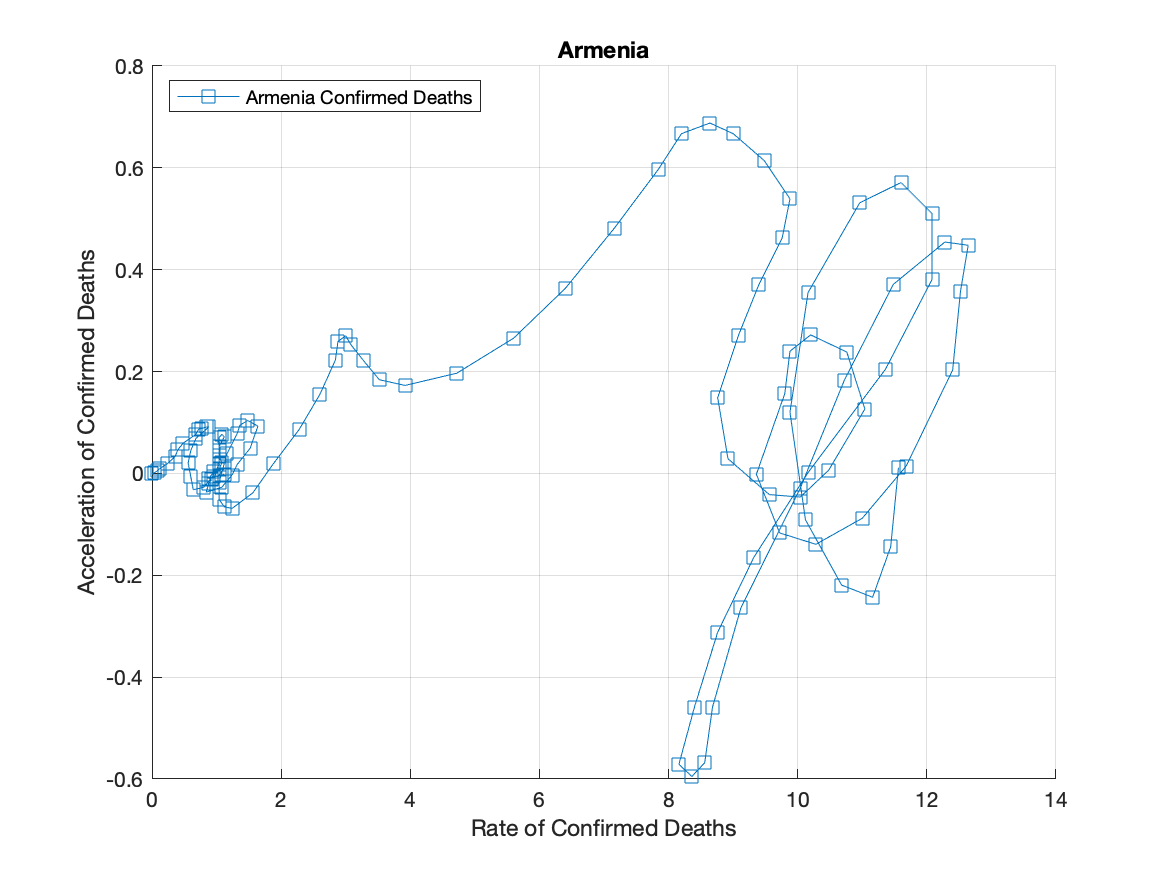 Armenia
Armenia Confirmed Deaths
Acceleration of Confirmed Deaths
0.8
0.6
0.4
0.2
0
-0.2
-0.4
-0.6
0 2 4 6 8 10 12 14
Rate of Confirmed Deaths